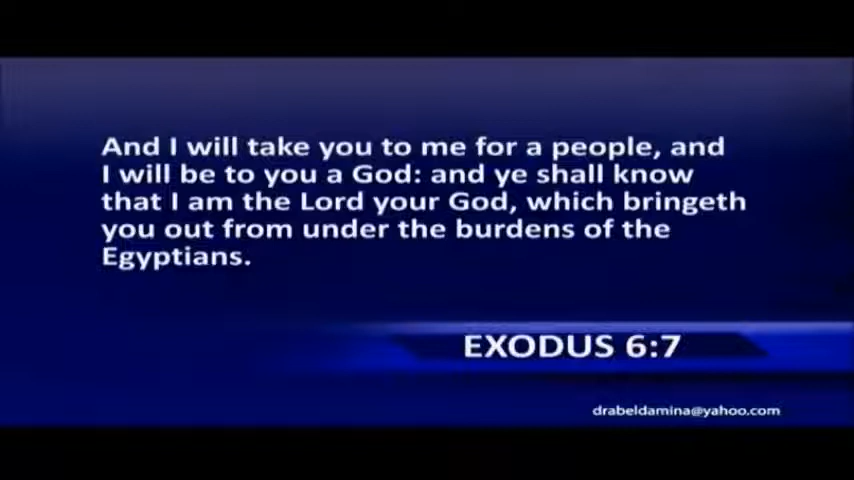 And I will take you to me for a people, and
I will be to you a God: and ye shall know
that I am the Lord your God, which bringeth
you out from under the burdens of the
Egyptians.
EXODUS 6:7
drabeldamina@yahoo.com